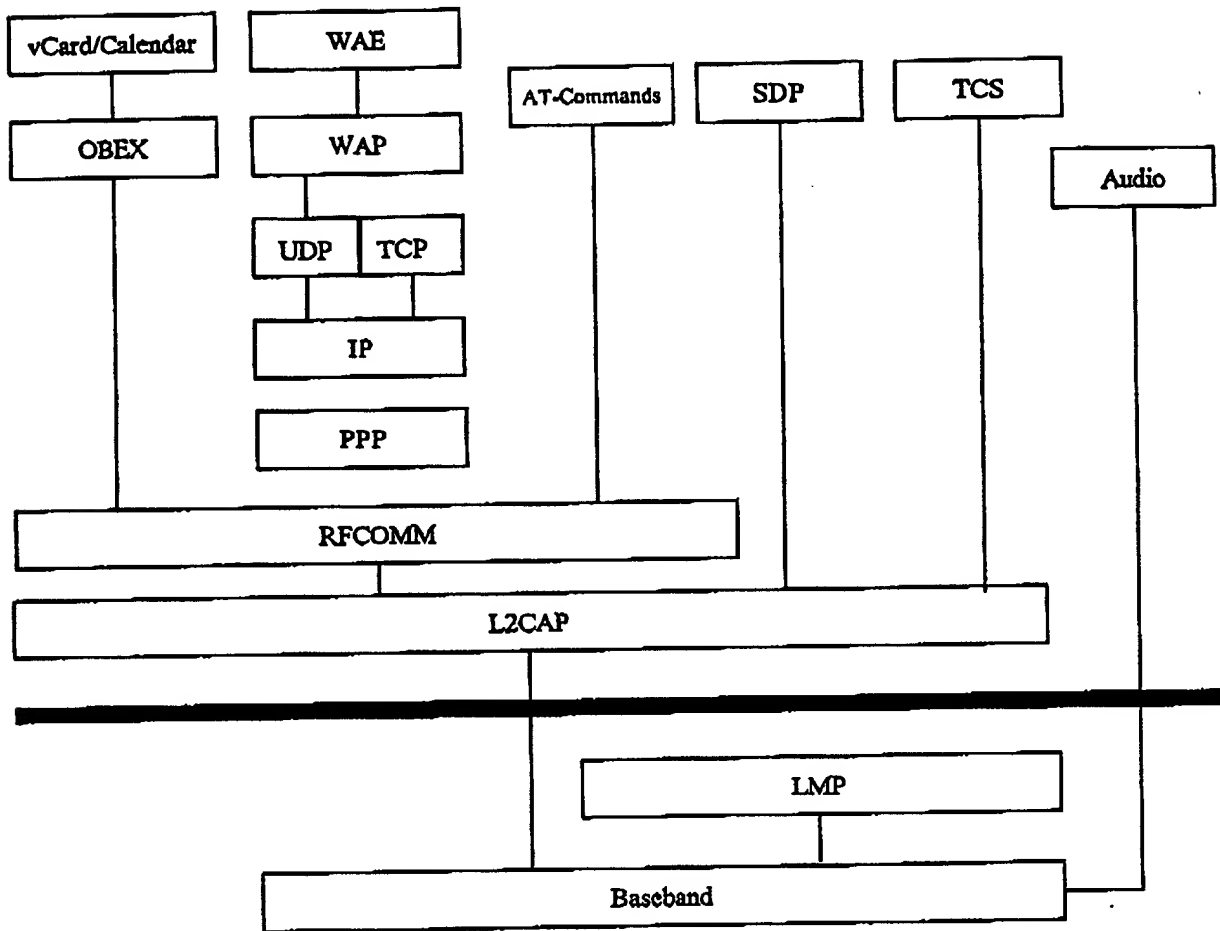 vCard/Calendar
WAE
AT-Commands
SDP
TCS
OBEX
WAP
Audio
UDP
TCP
IP
PPP
RFCOMM
L2CAP
LMP
Baseband